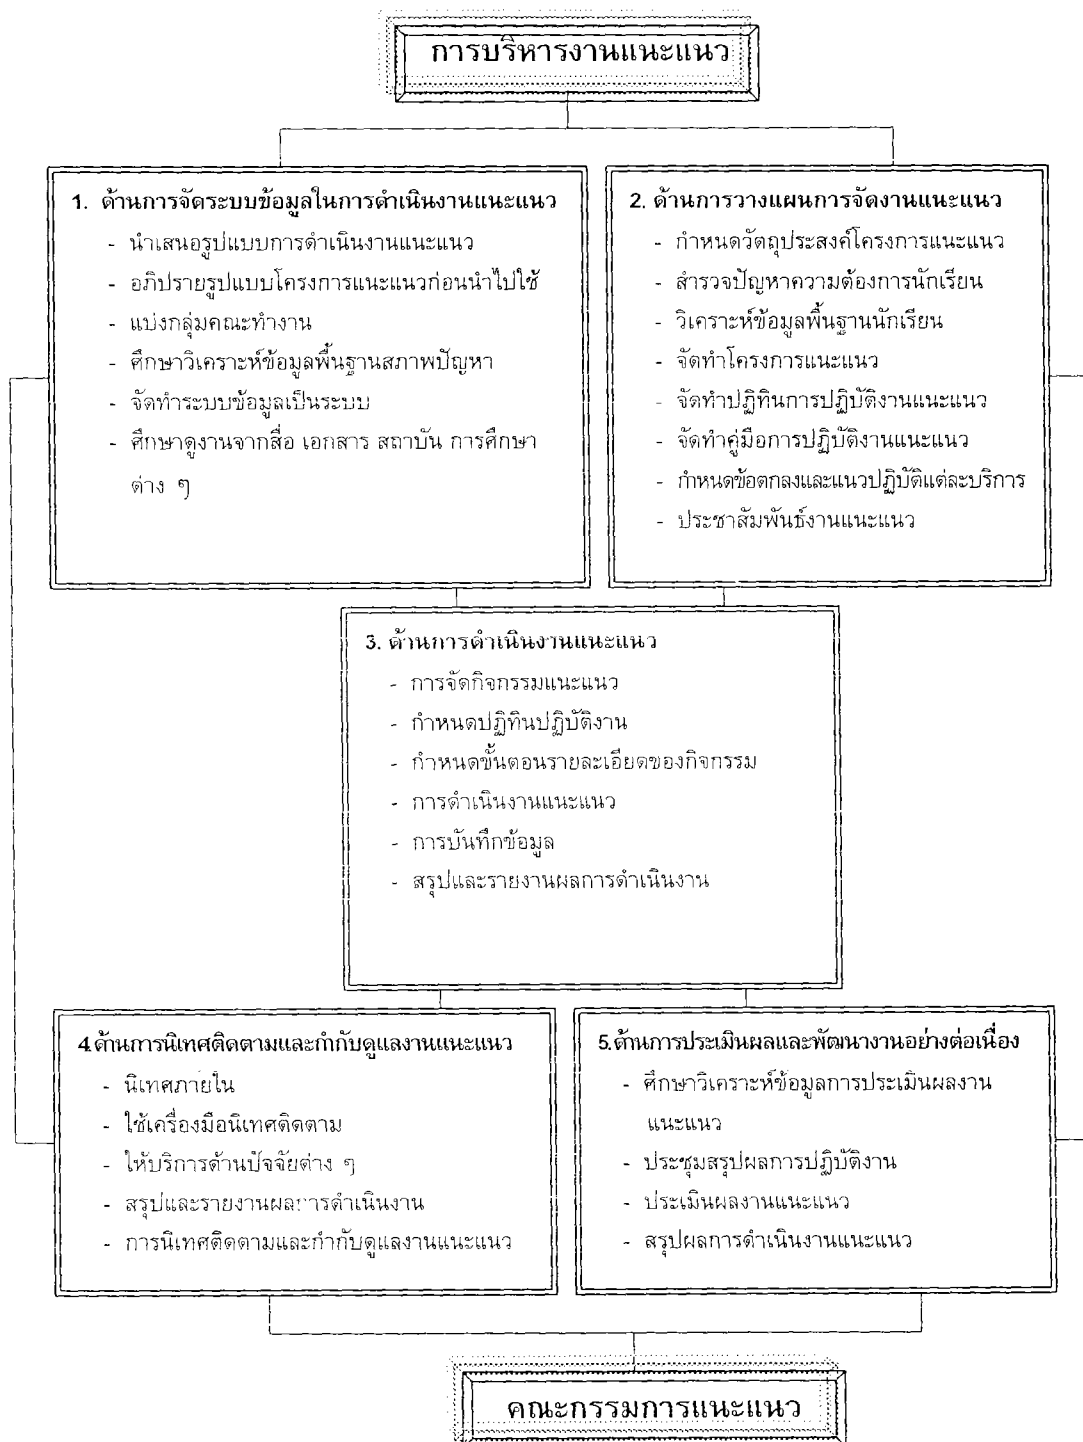 การบริหารงานแนะแนว
1. ด้านการจัดระบบข้อมูลในการดำเนินงานแนะแนว
- นำเสนอรูปแบบการดำเนินงานแนะแนว
- อภิปรายรูปแบบโครงการแนะแนวก่อนนำไปใช้
- แบ่งกลุ่มคณะทำงาน
- ศึกษาวิเคราะห์ข้อมูลพื้นฐานสภาพปัญหา
- จัดทำระบบข้อมูลเป็นระบบ
- ศึกษาดูงานจากสื่อ เอกสาร สถาบัน การศึกษา
ต่าง ๆ
2. ด้านการวางแผนการจัดงานแนะแนว
- กำหนดวัตถุประสงค์โครงการแนะแนว
- สำรวจปัญหาความต้องการนักเรียน
- วิเคราะห์ข้อมูลพื้นฐานนักเรียน
- จัดทำโครงการแนะแนว
- จัดทำปฏิทินการปฏิบัติงานแนะแนว
- จัดทำคู่มือการปฏิบัติงานแนะแนว
- กำหนดข้อตกลงและแนวปฏิบัติแต่ละบริการ
- ประชาสัมพันธ์งานแนะแนว
3. ด้านการดำเนินงานแนะแนว
- การจัดกิจกรรมแนะแนว
- กำหนดปฏิทินปฏิบัติงาน
- กำหนดขั้นตอนรายละเอียดของกิจกรรม
- การดำเนินงานแนะแนว
- การบันทึกข้อมูล
- สรุปและรายงานผลการดำเนินงาน
4.ด้านการนิเทศติดตามและกำกับดูแลงานแนะแนว
- นิเทศภายใน
- ใช้เครื่องมือนิเทศติดตาม
- ให้บริการด้านปัจจัยต่าง ๆ
- สรุปและรายงานผลการดำเนินงาน
- การนิเทศติดตามและกำกับดูแลงานแนะแนว
5.ด้านการประเมินผลและพัฒนางานอย่างต่อเนื่อง
- ศึกษาวิเคราะห์ข้อมูลการประเมินผลงาน
แนะแนว
- ประชุมสรุปผลการปฏิบัติงาน
- ประเมินผลงานแนะแนว
- สรุปผลการดำเนินงานแนะแนว
คณะกรรมการแนะแนว